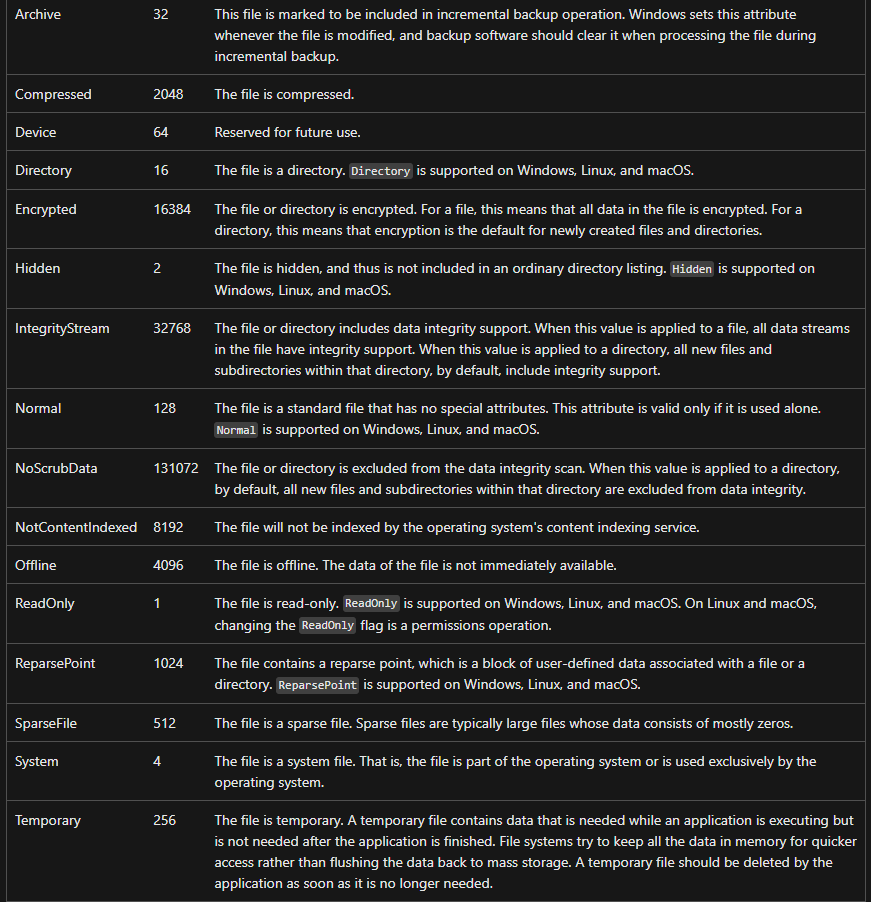 Archive 32 This file is marked to be included in incremental backup operation. Windows sets this attribute
whenever the file is modified, and backup software should clear it when processing the file during
incremental backup.
Compressed 2048 The file is compressed.
Device 64 Reserved for future use.
Directory 16 The file is a directory. Directory is supported on Windows, Linux, and macOS.
Encrypted 16384 The file or directory is encrypted. For a file, this means that all data in the file is encrypted. For a
directory, this means that encryption is the default for newly created files and directories.
Hidden 2 The file is hidden, and thus is not included in an ordinary directory listing. Hidden is supported on
Windows, Linux, and macOS.
IntegrityStream 32768 The file or directory includes data integrity support. When this value is applied to a file, all data streams
in the file have integrity support. When this value is applied to a directory, all new files and
subdirectories within that directory, by default, include integrity support.
Normal 128 The file is a standard file that has no special attributes. This attribute is valid only if it is used alone.
Normal is supported on Windows, Linux, and macOS.
NoScrubData 131072 The file or directory is excluded from the data integrity scan. When this value is applied to a directory,
by default, all new files and subdirectories within that directory are excluded from data integrity.
NotContentIndexed 8192 The file will not be indexed by the operating system's content indexing service.
Offline 4096 The file is offline. The data of the file is not immediately available.
ReadOnly 1 The file is read-only. ReadOnly is supported on Windows, Linux, and macOS. On Linux and macOS,
changing the ReadOnly flag is a permissions operation.
ReparsePoint 1024 The file contains a reparse point, which is a block of user-defined data associated with a file or a
directory. ReparsePoint is supported on Windows, Linux, and macOS.
SparseFile 512 The file is a sparse file. Sparse files are typically large files whose data consists of mostly zeros.
System 4 The file is a system file. That is, the file is part of the operating system or is used exclusively by the
operating system.
Temporary 256 The file is temporary. A temporary file contains data that is needed while an application is executing but
is not needed after the application is finished. File systems try to keep all the data in memory for quicker
access rather than flushing the data back to mass storage. A temporary file should be deleted by the
application as soon as it is no longer needed.